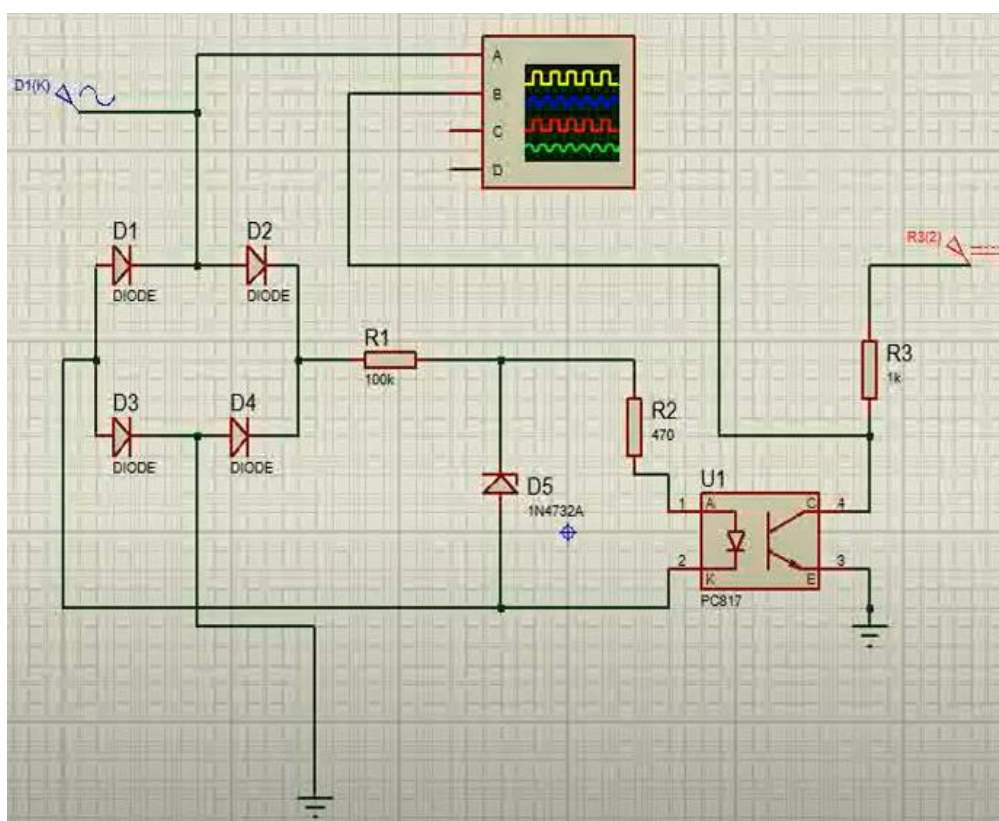 A
D1(K)
B
C
D
D1
D2
R3(2)
DIODE
DIODE
R1
R3
100k
1k
D3
D4
R2
470
DIODE
DIODE
U1
D5
1N4732A
1
A
C
4
2
K
E
3
PC817